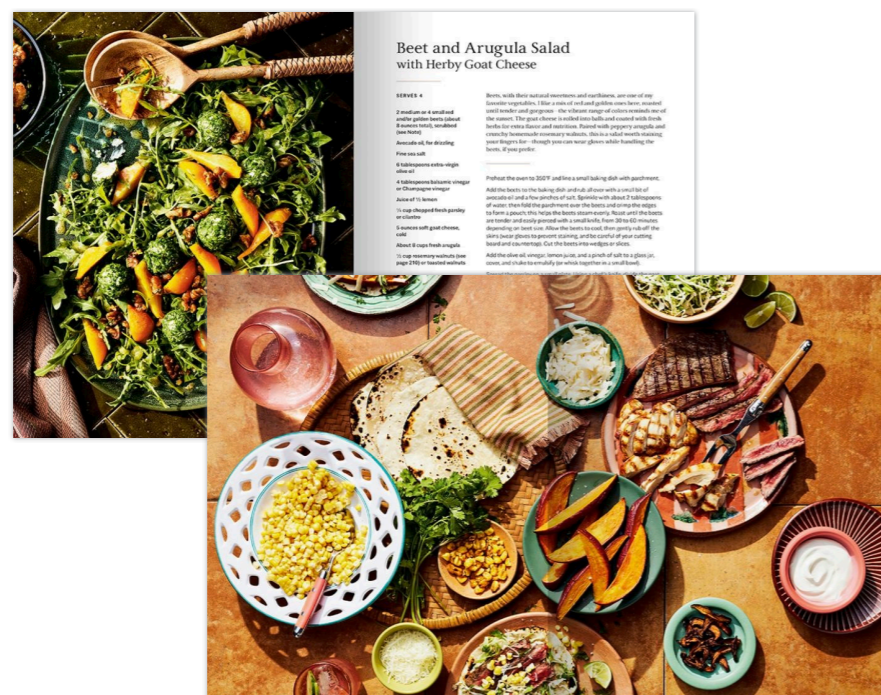 Beet and Arugula Salad
with Herby Goat Cheese
SERVES 4
2 medium or 4 small red
and/or golden beets (about
8 ounces total), scrubbed
(see Note)
Avocado oil, for drizzling
Fine sea salt
6 tablespoons extra-virgin
olive oil
4 tablespoons balsamic vinegar
or Champagne vinegar
Juice of ½ lemon
chopped fresh parsley
or cilantro
5 ounces soft goat cheese,
cold
About 8 cups fresh arugula
½ cup rosemary walnuts (see
page 210) or toasted walnuts
Beets, with their natural sweetness and earthiness, are one of my
favorite vegetables. I like a mix of red and golden ones here, roasted
until tender and gorgeous—the vibrant range of colors reminds me of
the sunset. The goat cheese is rolled into balls and coated with fresh
herbs for extra flavor and nutrition. Paired with peppery arugula and
crunchy homemade rosemary walnuts, this is a salad worth staining
your fingers for—though you can wear gloves while handling the
beets, if you prefer.
Preheat the oven to 350°F and line a small baking dish with parchment.
Add the beets to the baking dish and rub all over with a small bit of
avocado oil and a few pinches of salt. Sprinkle with about 2 tablespoons
of water, then fold the parchment over the beets and crimp the edges
to form a pouch; this helps the beets steam evenly. Roast until the beets
are tender and easily pierced with a small knife, from 30 to 60 minutes
depending on beet size. Allow the beets to cool, then gently rub off the
skins (wear gloves to prevent staining, and be careful of your cutting
board and countertop). Cut the beets into wedges or slices.
Add the olive oil, vinegar, lemon juice, and a pinch of salt to a glass jar,
cover, and shake to emulsify (or whisk together in a small bowl).